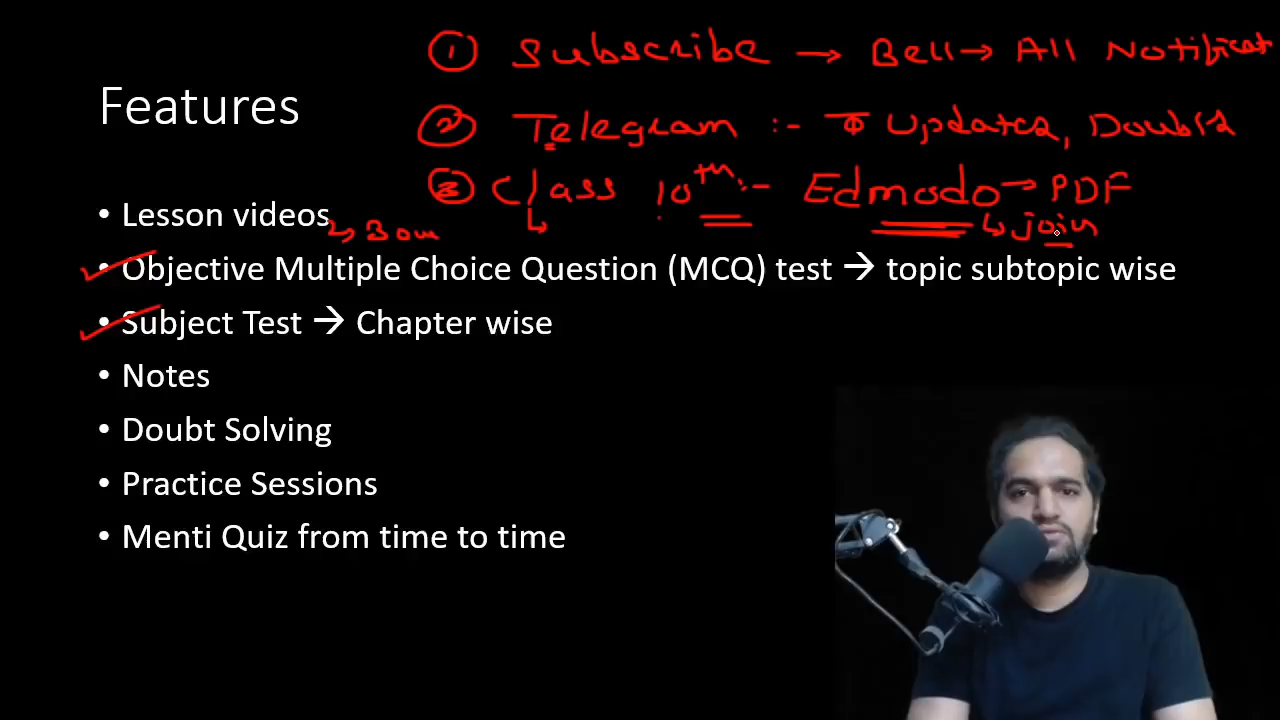 ① Subscribe → Bell → All Notificat
② Telegram :- Updates, Doubts
Features
③ Class 10th :- Edmodo → PDF
↳ join
• Lesson videos
• Objective Multiple Choice Question (MCQ) test → topic subtopic wise
• Subject Test → Chapter wise
• Notes
• Doubt Solving
• Practice Sessions
• Menti Quiz from time to time